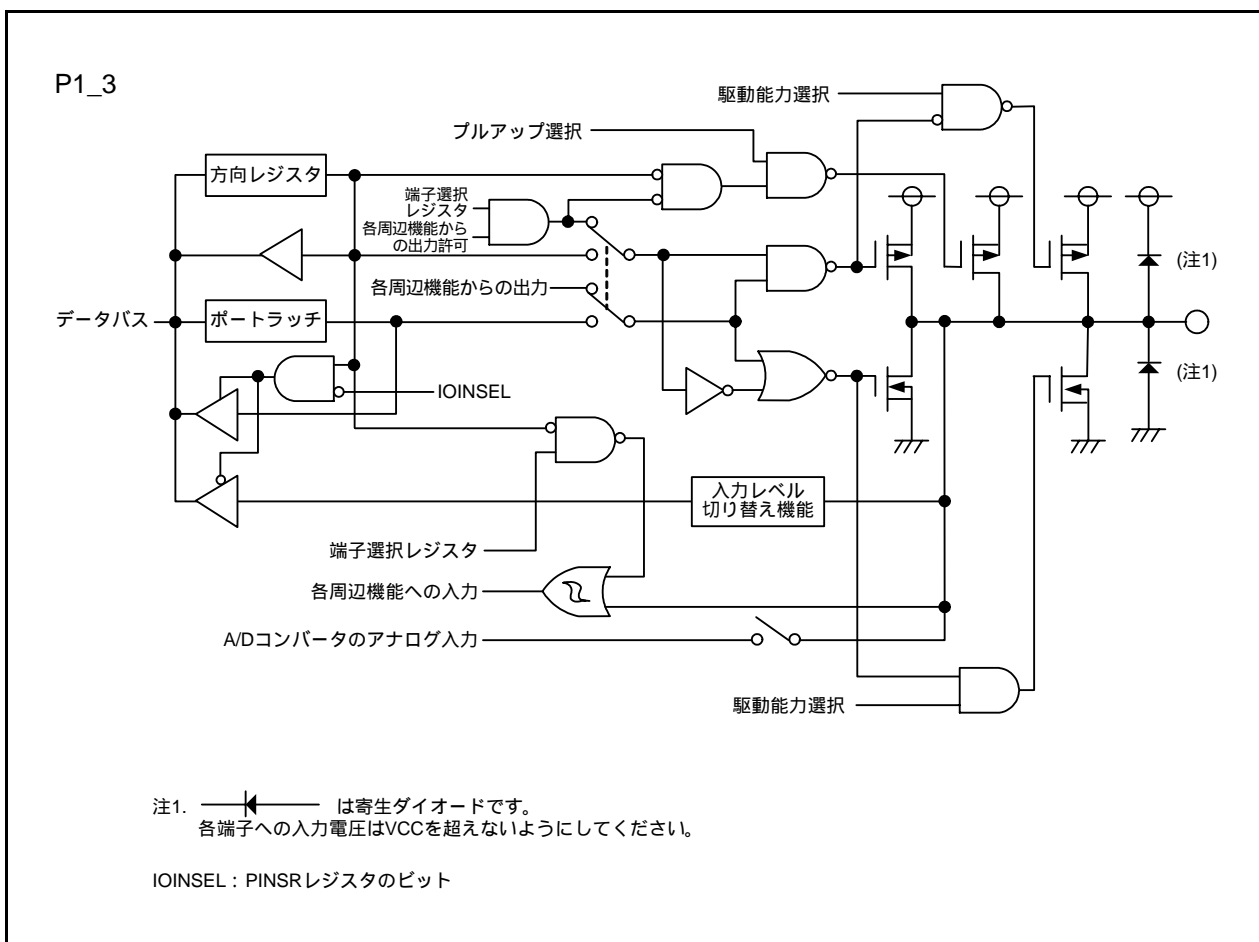 P1_3
駆動能力選択
プルアップ選択
方向レジスタ
端子選択
レジスタ
各周辺機能から
の出力許可
(注1)
各周辺機能からの出力
データバス
ポートラッチ
(注1)
IOINSEL
入力レベル
切り替え機能
端子選択レジスタ
各周辺機能への入力
A/Dコンバータのアナログ入力
駆動能力選択
注1. は寄生ダイオードです。
各端子への入力電圧はVCCを超えないようにしてください。
IOINSEL：PINSRレジスタのビット